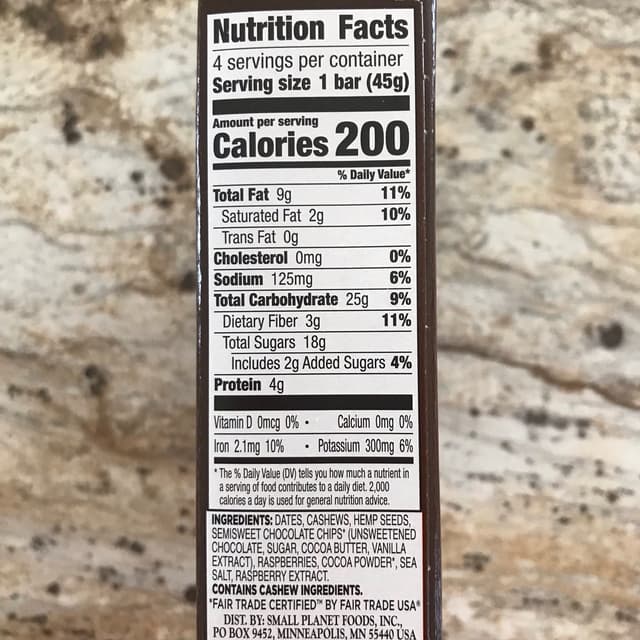 Nutrition Facts
4 servings per container
Serving size 1 bar (45g)
Amount per serving
Calories 200
% Daily Value*
Total Fat 9g 11%
Saturated Fat 2g 10%
Trans Fat 0g
Cholesterol 0mg 0%
Sodium 125mg 6%
Total Carbohydrate 25g 9%
Dietary Fiber 3g 11%
Total Sugars 18g
Includes 2g Added Sugars 4%
Protein 4g
Vitamin D 0mcg 0% • Calcium 0mg 0%
Iron 2.1mg 10% • Potassium 300mg 6%
* The % Daily Value (DV) tells you how much a nutrient in
a serving of food contributes to a daily diet. 2,000
calories a day is used for general nutrition advice.
INGREDIENTS: DATES, CASHEWS, HEMP SEEDS,
SEMISWEET CHOCOLATE CHIPS* (UNSWEETENED
CHOCOLATE, SUGAR, COCOA BUTTER, VANILLA
EXTRACT), RASPBERRIES, COCOA POWDER*, SEA
SALT, RASPBERRY EXTRACT.
CONTAINS CASHEW INGREDIENTS.
*FAIR TRADE CERTIFIED™ BY FAIR TRADE USA®
DIST. BY: SMALL PLANET FOODS, INC.,
PO BOX 9452, MINNEAPOLIS, MN 55440 USA